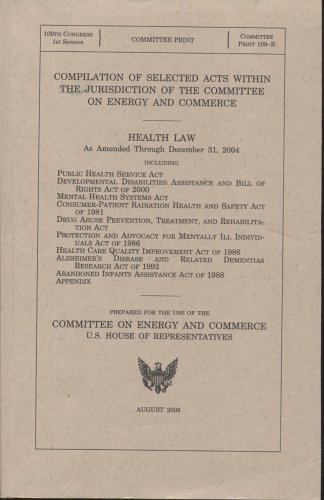 109TH CONGRESS
1st Session
COMMITTEE PRINT
COMMITTEE
PRINT 109–B
COMPILATION OF SELECTED ACTS WITHIN
THE JURISDICTION OF THE COMMITTEE
ON ENERGY AND COMMERCE
HEALTH LAW
As Amended Through December 31, 2004
INCLUDING
PUBLIC HEALTH SERVICE ACT
DEVELOPMENTAL DISABILITIES ASSISTANCE AND BILL OF
RIGHTS ACT OF 2000
MENTAL HEALTH SYSTEMS ACT
CONSUMER-PATIENT RADIATION HEALTH AND SAFETY ACT
OF 1981
DRUG ABUSE PREVENTION, TREATMENT, AND REHABILITA-
TION ACT
PROTECTION AND ADVOCACY FOR MENTALLY ILL INDIVID-
UALS ACT OF 1986
HEALTH CARE QUALITY IMPROVEMENT ACT OF 1986
ALZHEIMER'S DISEASE AND RELATED DEMENTIAS
RESEARCH ACT OF 1992
ABANDONED INFANTS ASSISTANCE ACT OF 1988
APPENDIX
PREPARED FOR THE USE OF THE
COMMITTEE ON ENERGY AND COMMERCE
U.S. HOUSE OF REPRESENTATIVES
AUGUST 2005